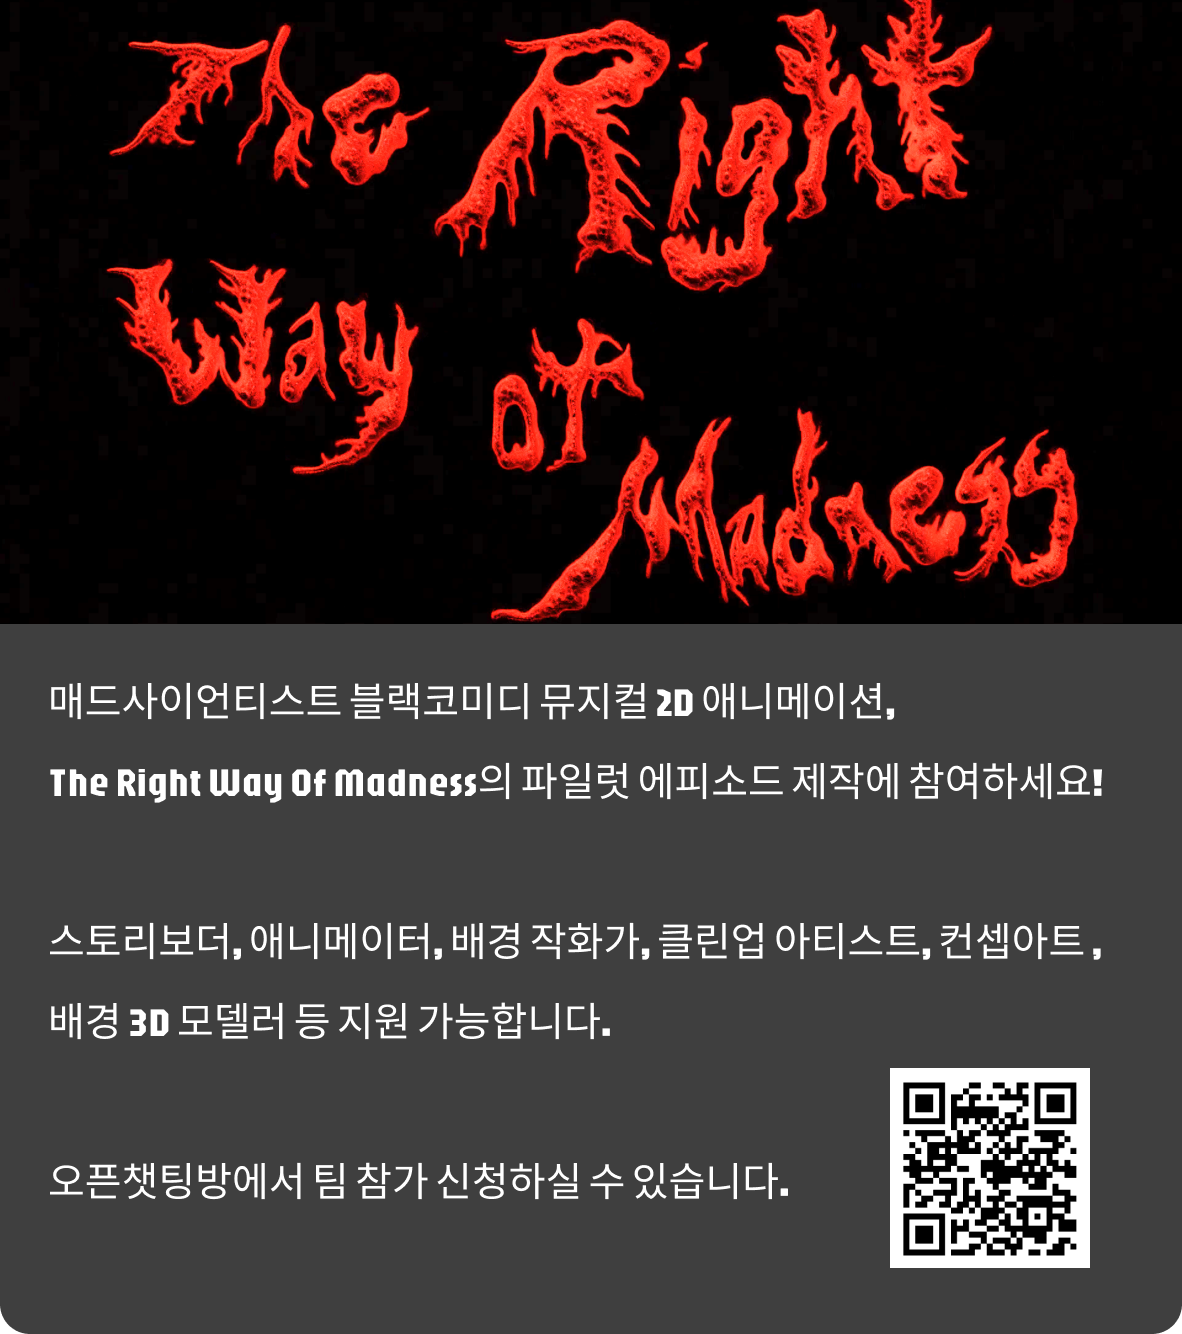 The Right
Way of
Madness
매드사이언티스트 블랙코미디 뮤지컬 2D 애니메이션,
The Right Way Of Madness의 파일럿 에피소드 제작에 참여하세요!
스토리보더, 애니메이터, 배경 작화가, 클린업 아티스트, 컨셉아트 ,
배경 3D 모델러 등 지원 가능합니다.
오픈챗팅방에서 팀 참가 신청하실 수 있습니다.